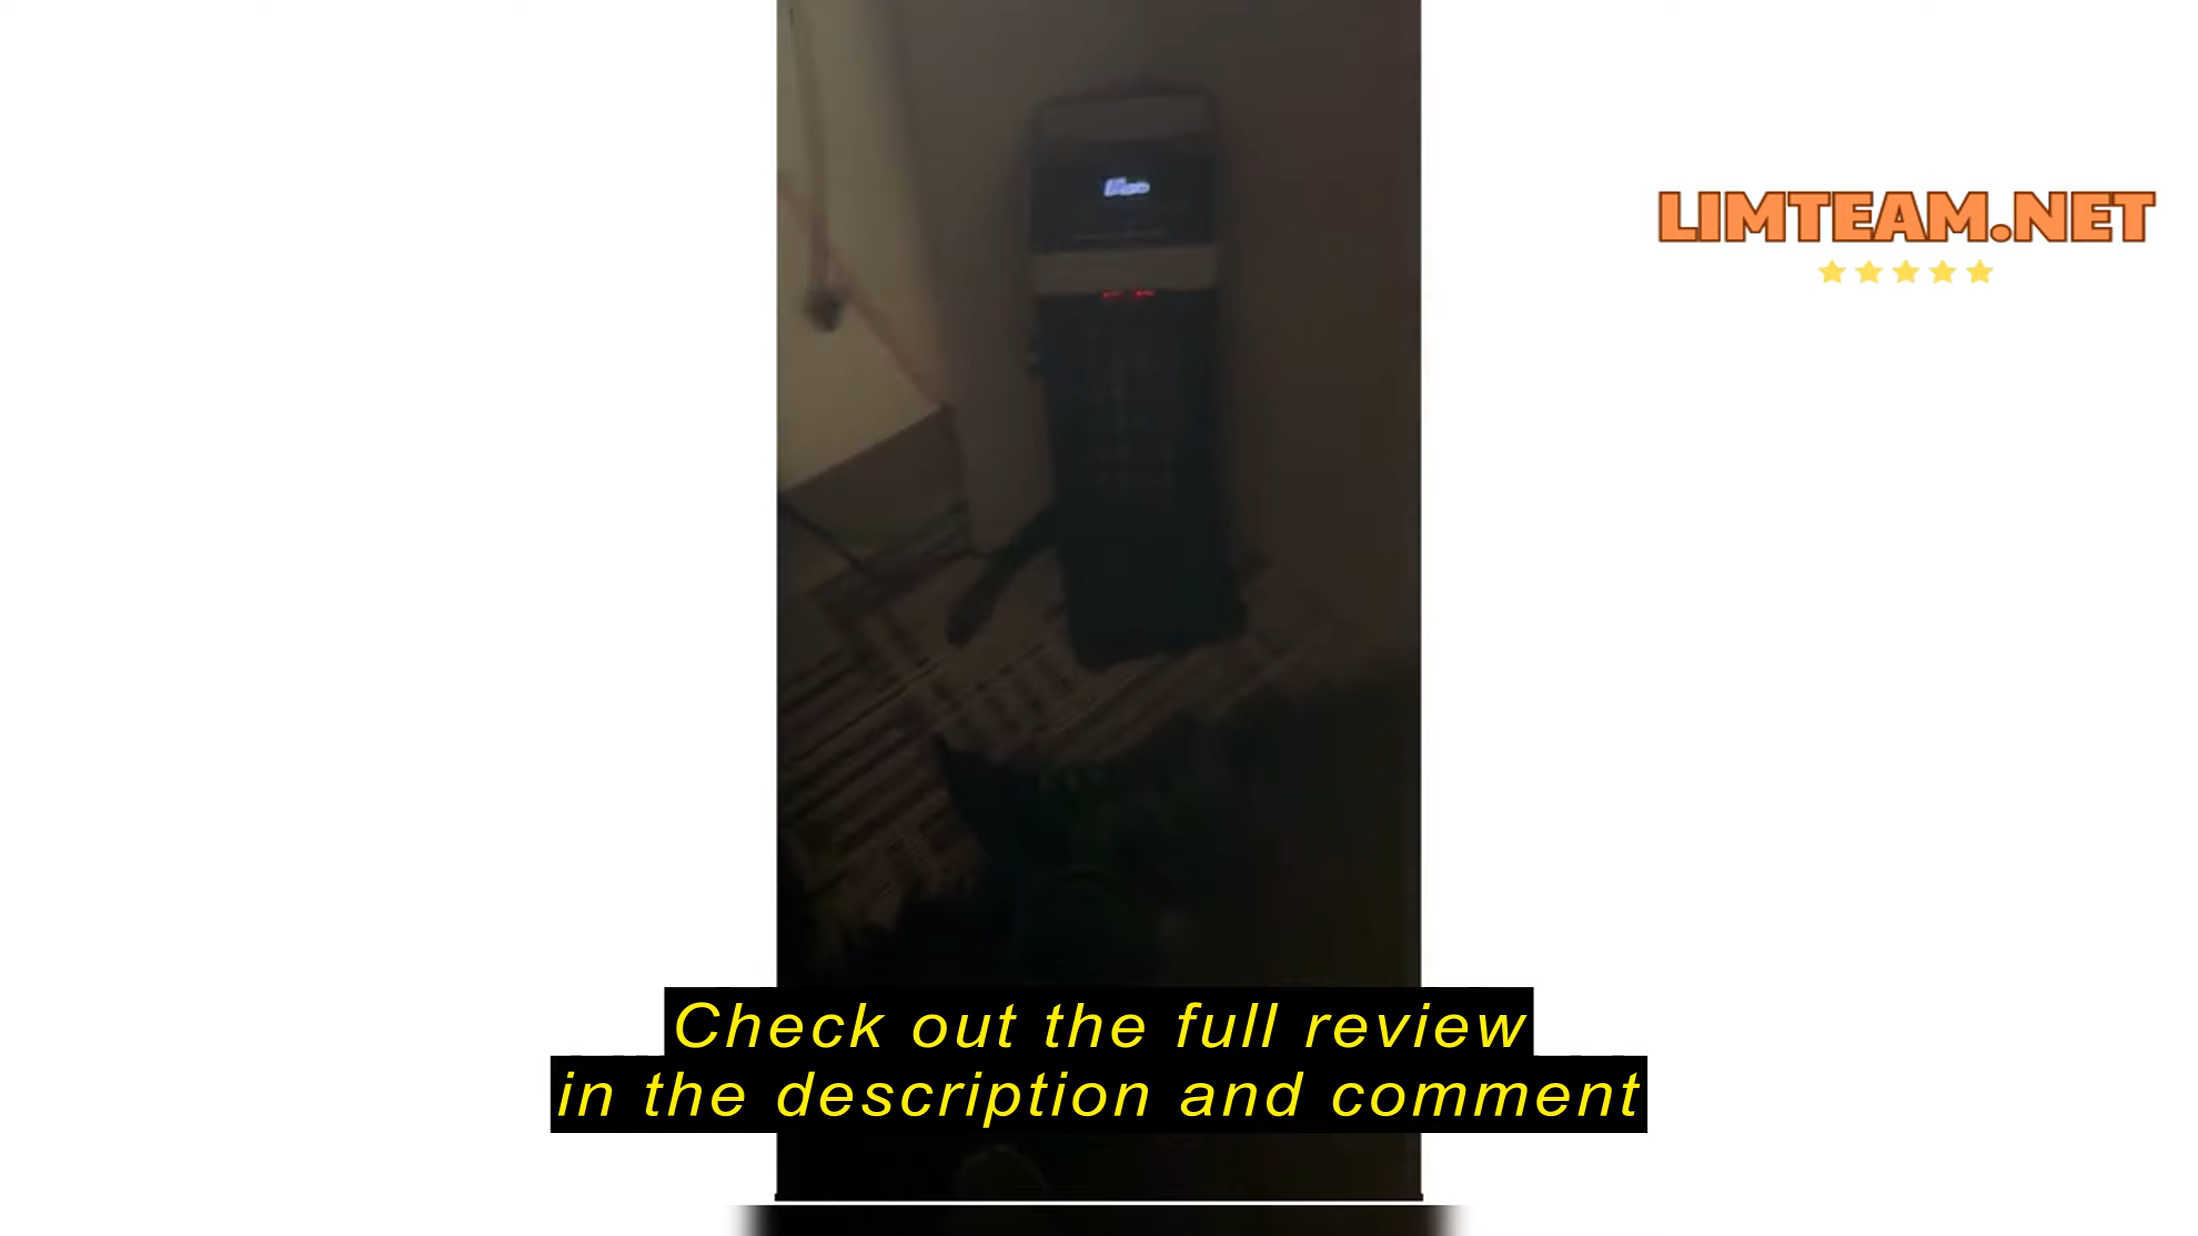 LIMTEAM.NET
Check out the full review
in the description and comment